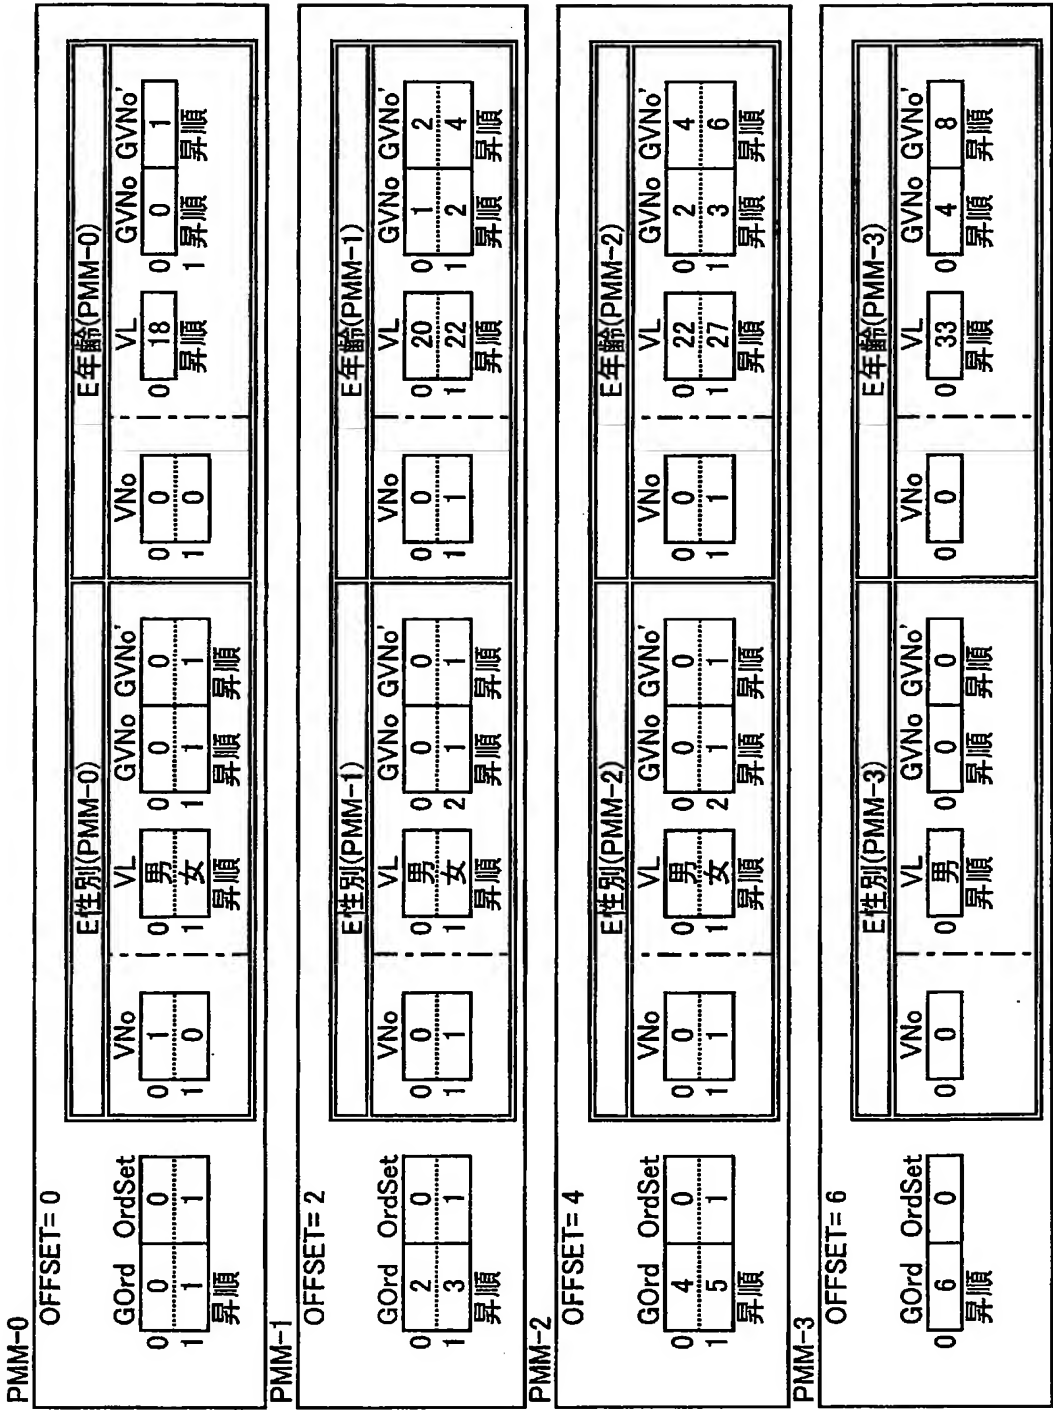 PMM-0
OFFSET= 0
E性別(PMM-0) E年齢(PMM-0)
GOrd OrdSet VNo VL GVNo GVNo' VNo VL GVNo GVNo'
0 0 0 0 1 0 男 0 0 0 0 0 0 18 0 0 1
1 1 1 1 0 1 女 1 1 1 1 0 昇順 1 昇順 昇順
昇順 昇順 昇順 昇順
PMM-1
OFFSET= 2
E性別(PMM-1) E年齢(PMM-1)
GOrd OrdSet VNo VL GVNo GVNo' VNo VL GVNo GVNo'
0 2 0 0 0 0 男 0 0 0 0 0 0 20 0 1 2
1 3 1 1 1 1 女 2 1 1 1 1 1 22 1 2 4
昇順 昇順 昇順 昇順 昇順 昇順 昇順
PMM-2
OFFSET= 4
E性別(PMM-2) E年齢(PMM-2)
GOrd OrdSet VNo VL GVNo GVNo' VNo VL GVNo GVNo'
0 4 0 0 0 0 男 0 0 0 0 0 0 22 0 2 4
1 5 1 1 1 1 女 2 1 1 1 1 1 27 1 3 6
昇順 昇順 昇順 昇順 昇順 昇順 昇順
PMM-3
OFFSET= 6
E性別(PMM-3) E年齢(PMM-3)
GOrd OrdSet VNo VL GVNo GVNo' VNo VL GVNo GVNo'
0 6 0 0 0 0 男 0 0 0 0 0 0 33 0 4 8
昇順 昇順 昇順 昇順 昇順 昇順 昇順